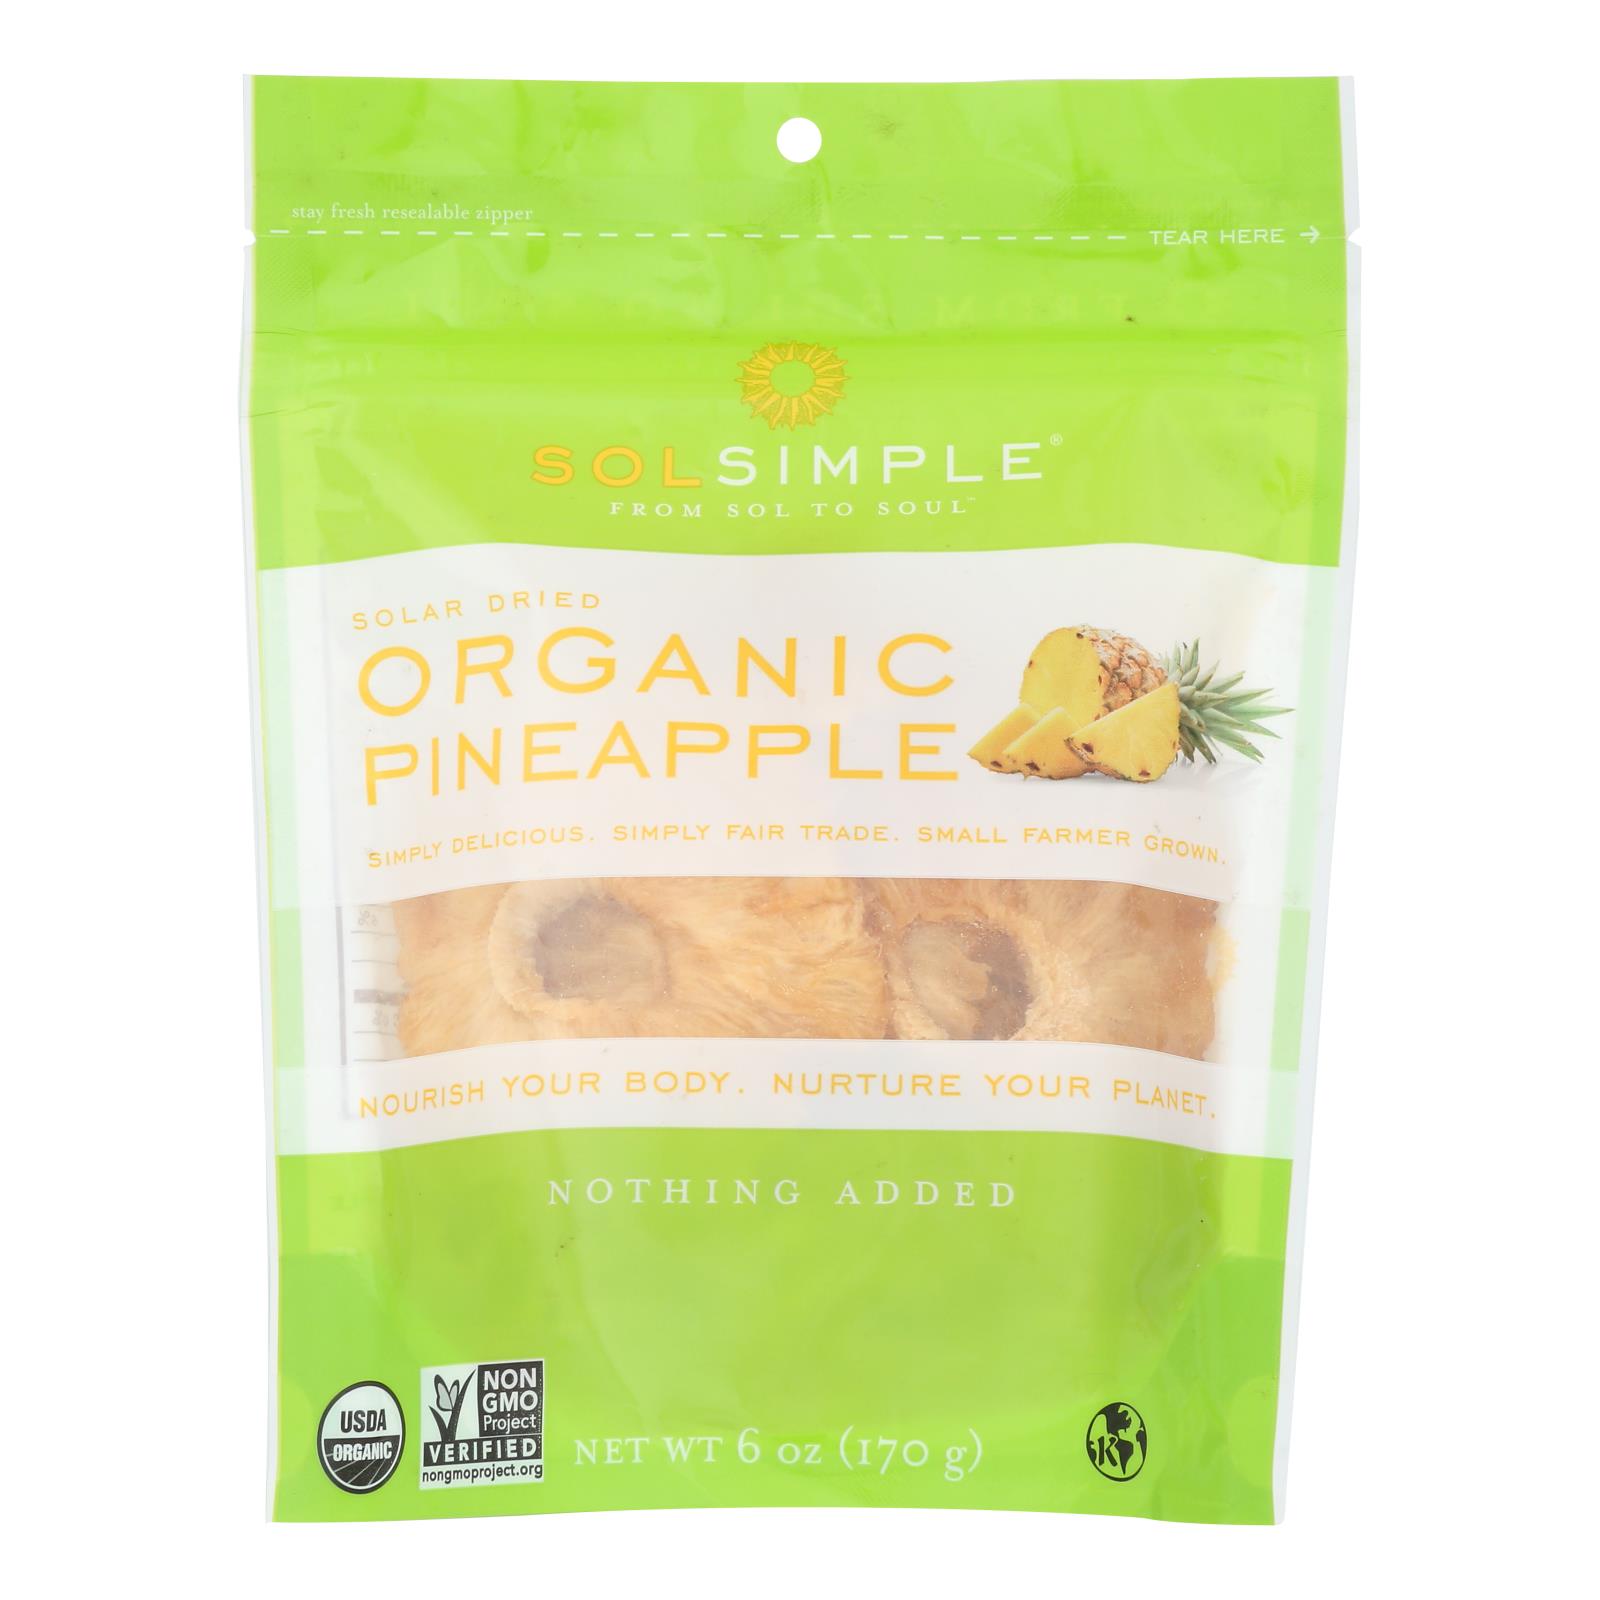 stay fresh resealable zipper
TEAR HERE →
SOLSIMPLE®
FROM SOL TO SOUL™
SOLAR DRIED
ORGANIC
PINEAPPLE
SIMPLY DELICIOUS. SIMPLY FAIR TRADE. SMALL FARMER GROWN.
NOURISH YOUR BODY. NURTURE YOUR PLANET.
NOTHING ADDED
USDA
ORGANIC
NON
GMO
Project
VERIFIED
nongmoproject.org
NET WT 6 oz (170 g)
K